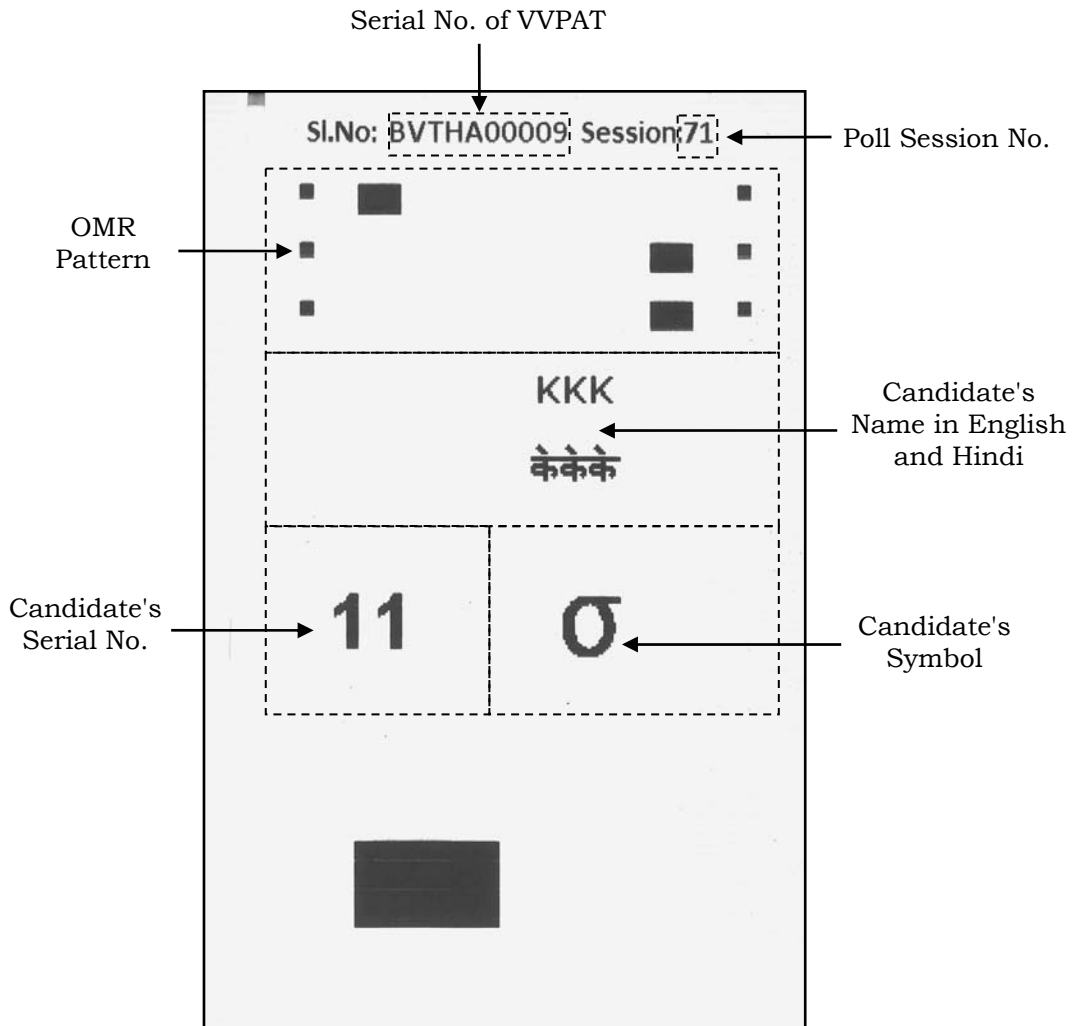 Serial No. of VVPAT
Sl.No: BVTHA00009 Session:71
Poll Session No.
OMR
Pattern
KKK
केकेके
Candidate's
Name in English
and Hindi
Candidate's
Serial No.
11
σ
Candidate's
Symbol